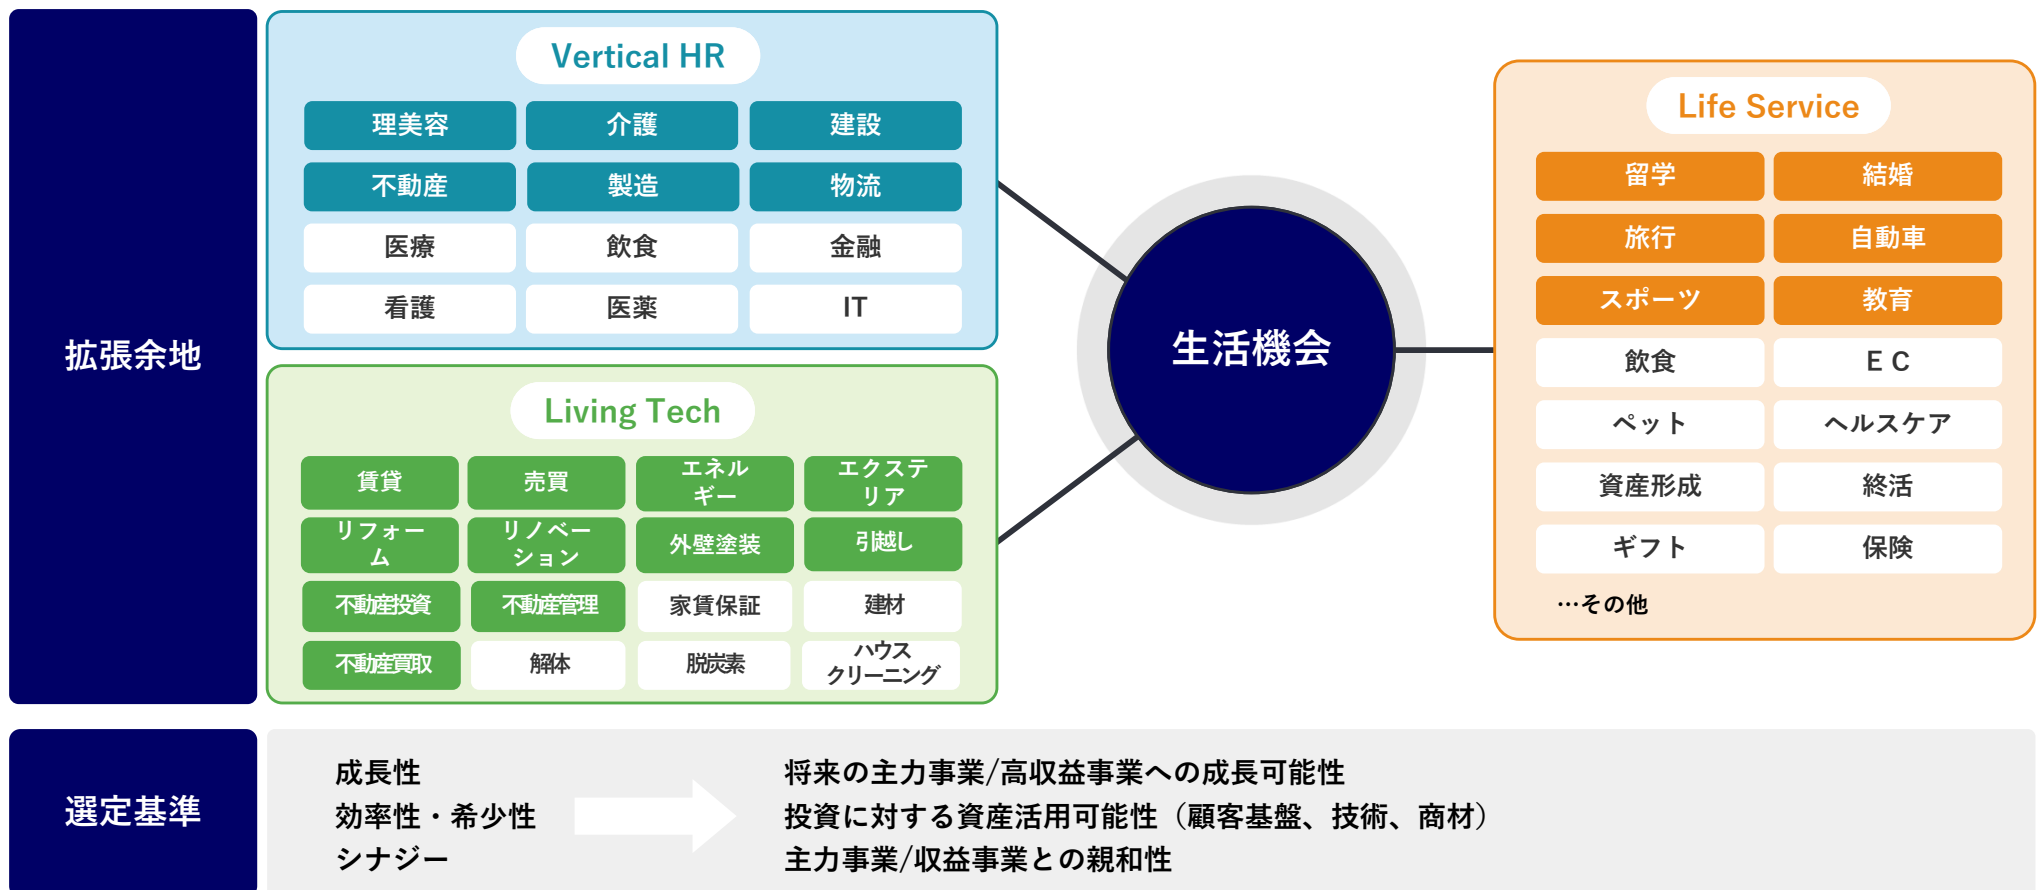 拡張余地
Vertical HR
理美容
介護
建設
不動産
製造
物流
医療
飲食
金融
看護
医薬
IT
Living Tech
賃貸
売買
エネル
ギー
エクステ
リア
リフォー
ム
リノベー
ション
外壁塗装
引越し
不動産投資
不動産管理
家賃保証
建材
不動産買取
解体
脱炭素
ハウス
クリーニング
生活機会
Life Service
留学
結婚
旅行
自動車
スポーツ
教育
飲食
ＥＣ
ペット
ヘルスケア
資産形成
終活
ギフト
保険
…その他
選定基準
成長性
効率性・希少性
シナジー
将来の主力事業/高収益事業への成長可能性
投資に対する資産活用可能性（顧客基盤、技術、商材）
主力事業/収益事業との親和性